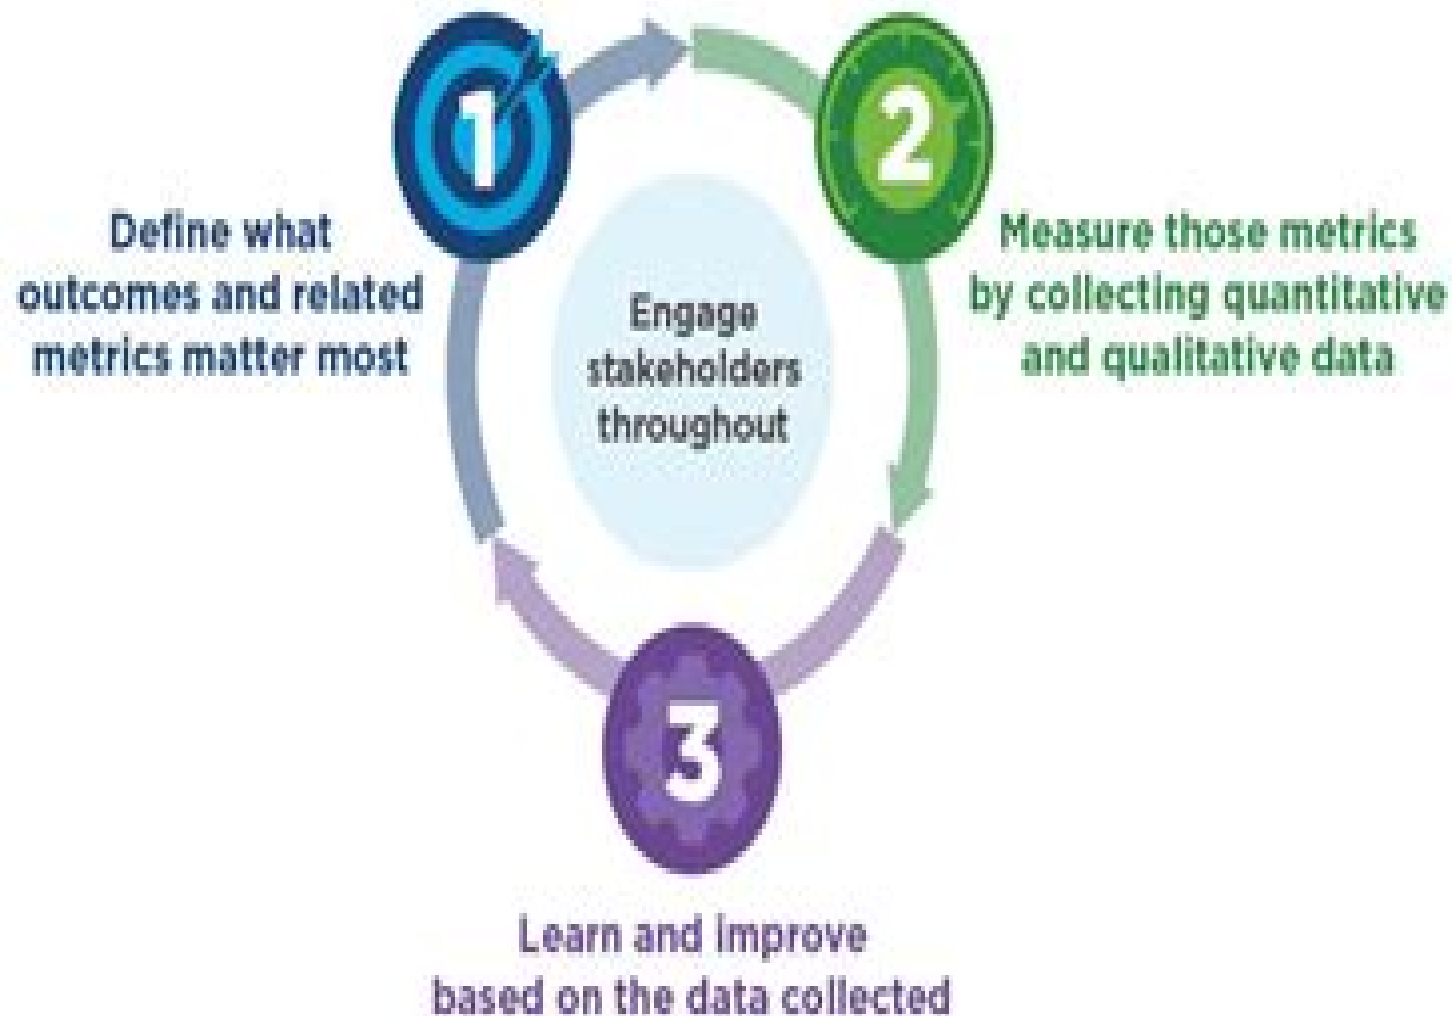 1
Define what
outcomes and related
metrics matter most
2
Measure those metrics
by collecting quantitative
and qualitative data
Engage
stakeholders
throughout
3
Learn and improve
based on the data collected